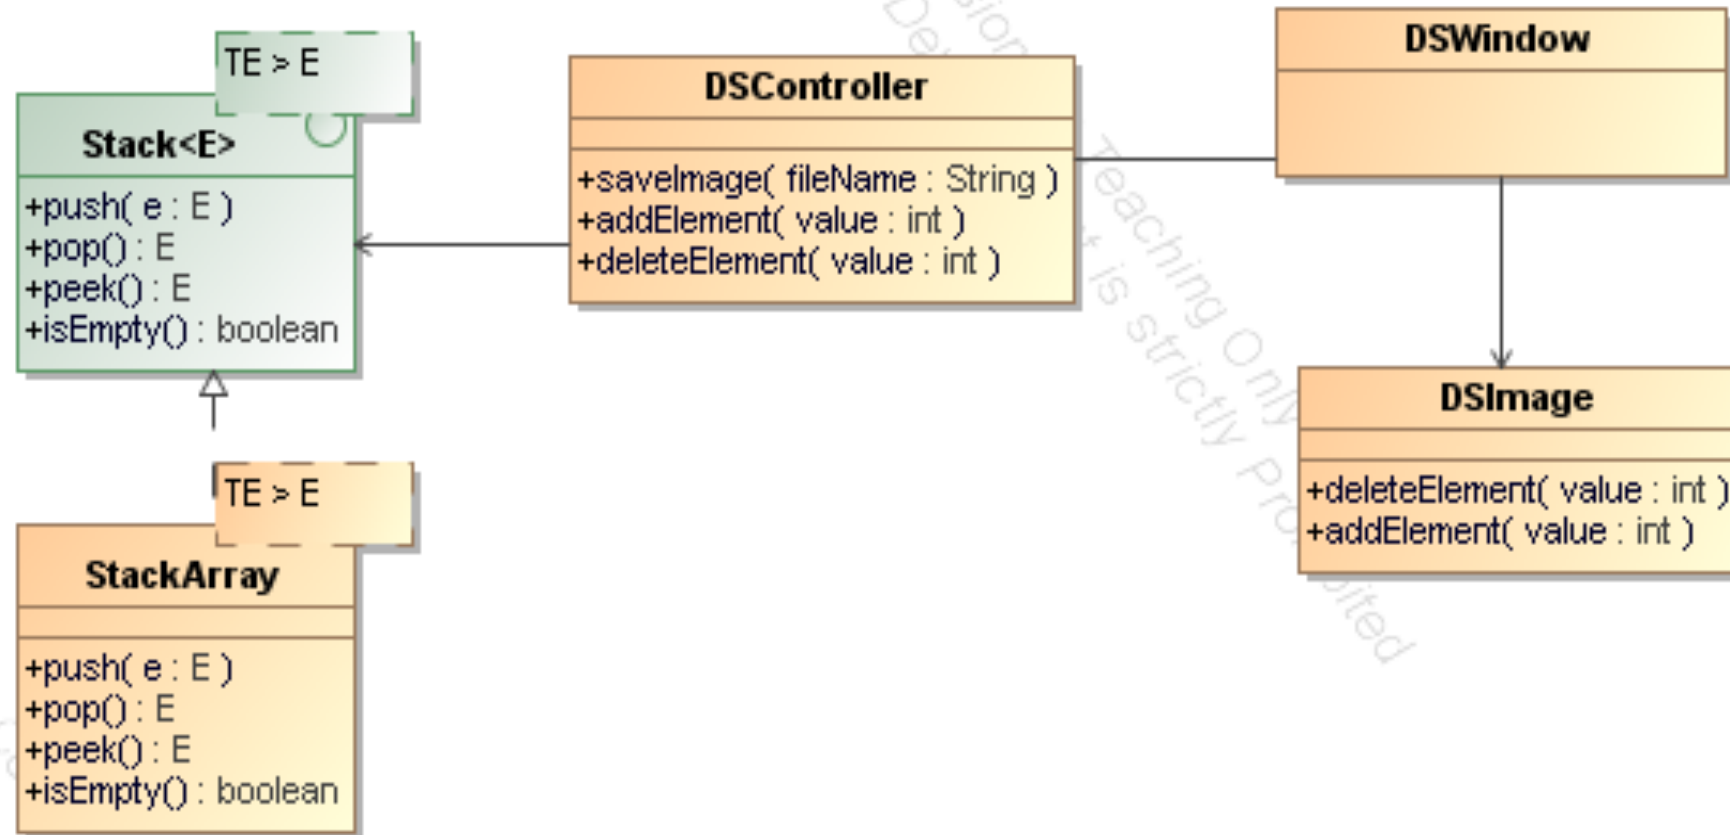 TE > E
Stack<E>
+push( e : E )
+pop() : E
+peek() : E
+isEmpty() : boolean
DSController
+saveImage( fileName : String )
+addElement( value : int )
+deleteElement( value : int )
DSWindow
DSImage
+deleteElement( value : int )
+addElement( value : int )
TE > E
StackArray
+push( e : E )
+pop() : E
+peek() : E
+isEmpty() : boolean
Teaching Only
is strictly